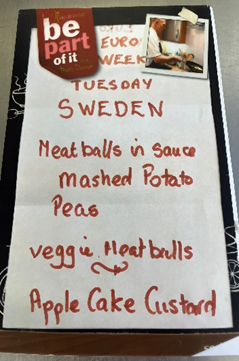 be
part
of it
EURO
WEEK
TUESDAY
SWEDEN
Meatballs in sauce
mashed Potato
Peas
veggie Meatballs
Apple Cake Custard